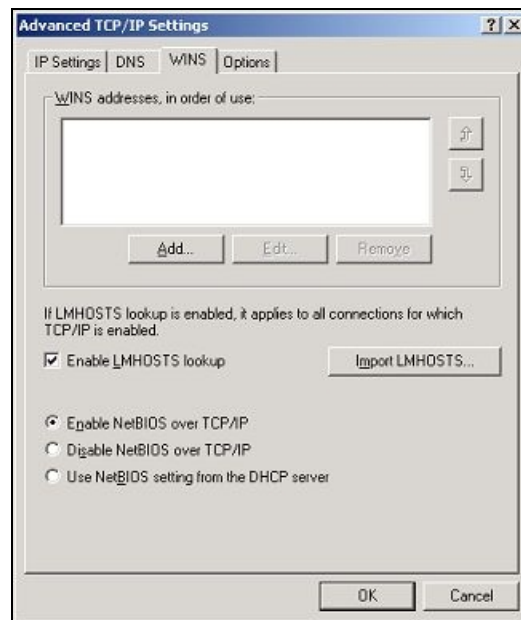 Advanced TCP/IP Settings
IP Settings DNS WINS Options
WINS addresses, in order of use:
Add... Edit... Remove
If LMHOSTS lookup is enabled, it applies to all connections for which
TCP/IP is enabled.
Enable LMHOSTS lookup Import LMHOSTS...
Enable NetBIOS over TCP/IP
Disable NetBIOS over TCP/IP
Use NetBIOS setting from the DHCP server
OK Cancel